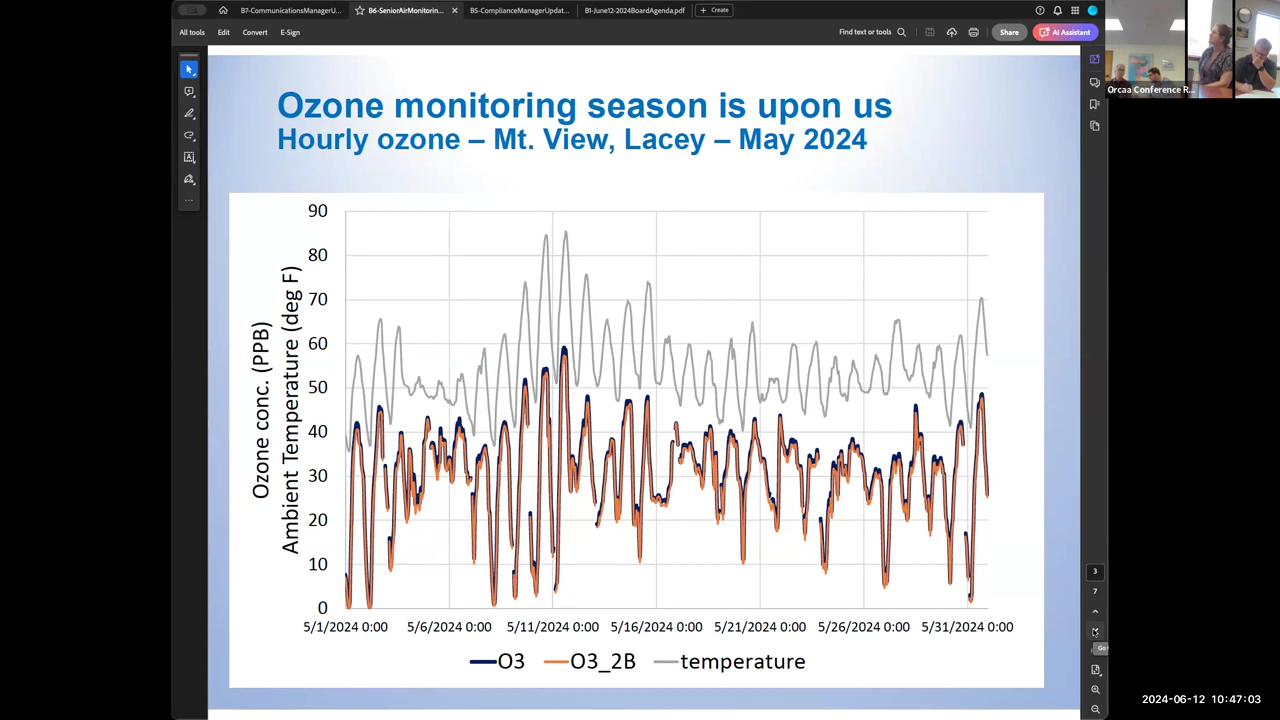 B7-CommunicationsManagerU...
B6-SeniorAirMonitorin...
B5-ComplianceManagerUpdat...
B1-June12-2024BoardAgenda.pdf
+ Create
All tools
Edit
Convert
E-Sign
Find text or tools
Share
AI Assistant
Orcaa Conference R...
Ozone monitoring season is upon us
Hourly ozone – Mt. View, Lacey – May 2024
Ozone conc. (PPB)
Ambient Temperature (deg F)
90
80
70
60
50
40
30
20
10
0
5/1/2024 0:00
5/6/2024 0:00
5/11/2024 0:00
5/16/2024 0:00
5/21/2024 0:00
5/26/2024 0:00
5/31/2024 0:00
O3
O3_2B
temperature
3
7
2024-06-12 10:47:03